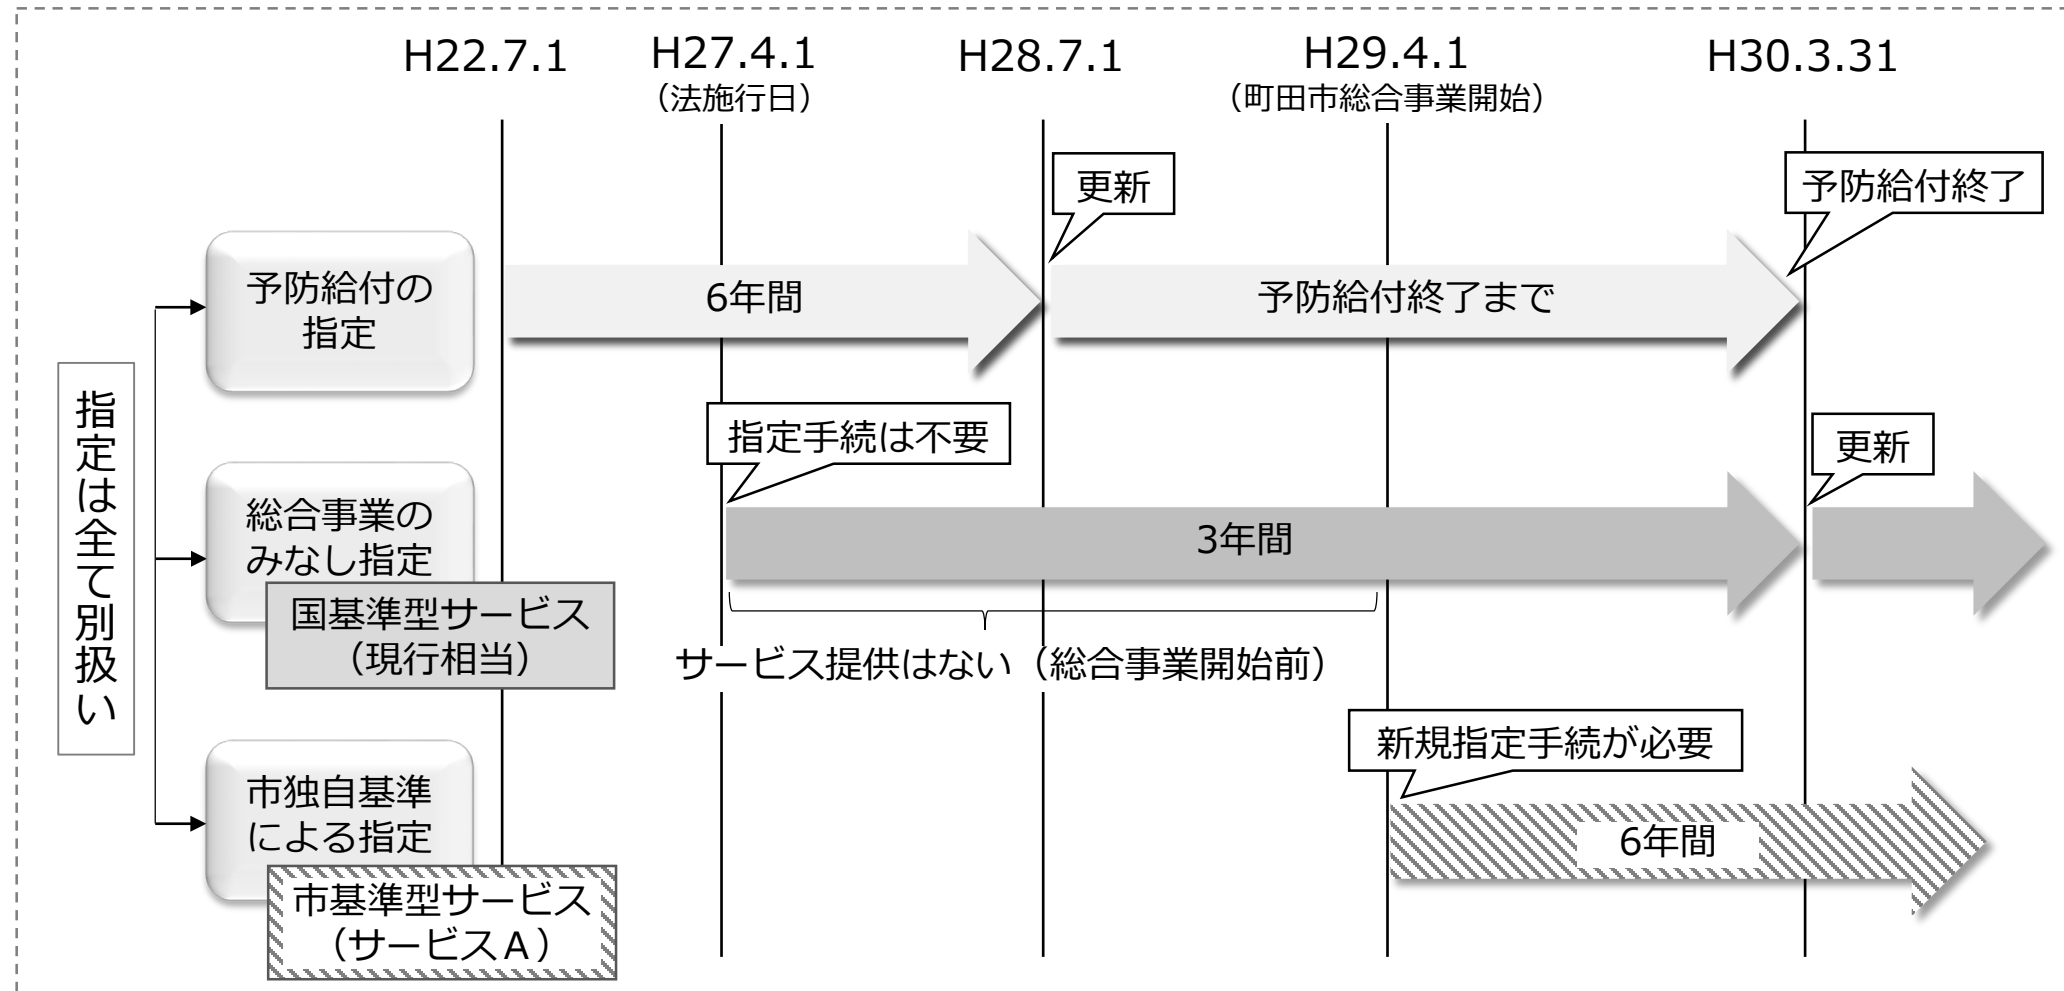 H22.7.1
H27.4.1
（法施行日）
H28.7.1
H29.4.1
（町田市総合事業開始）
H30.3.31
更新
予防給付終了
予防給付の
指定
6年間
予防給付終了まで
指定は全て別扱い
指定手続は不要
更新
総合事業の
みなし指定
3年間
国基準型サービス
（現行相当）
サービス提供はない（総合事業開始前）
新規指定手続が必要
市独自基準
による指定
6年間
市基準型サービス
（サービスＡ）